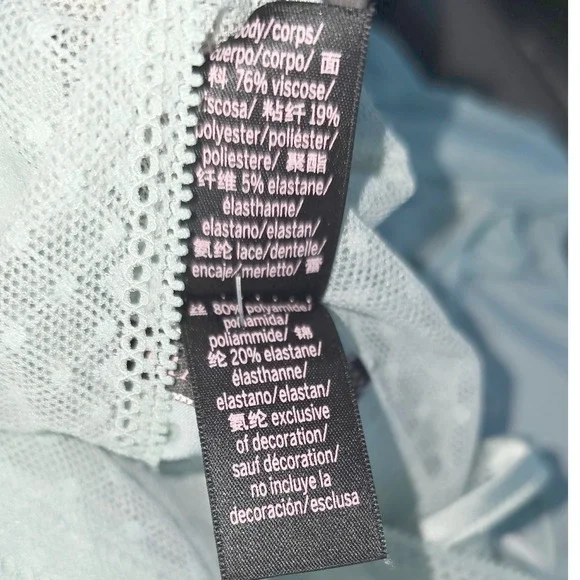 body/corps/
cuerpo/corpo/ 面
料 76% viscose/
viscosa/ 粘纤 19%
polyester/poliéster/
poliestere/ 聚酯
纤维 5% elastane/
élasthanne/
elastano/elastan/
氨纶 lace/dentelle/
encaje/merletto/ 蕾
丝 80% polyamide/
poliamida/
poliammide/ 锦
纶 20% elastane/
élasthanne/
elastano/elastan/
氨纶 exclusive
of decoration/
sauf décoration/
no incluye la
decoración/esclusa